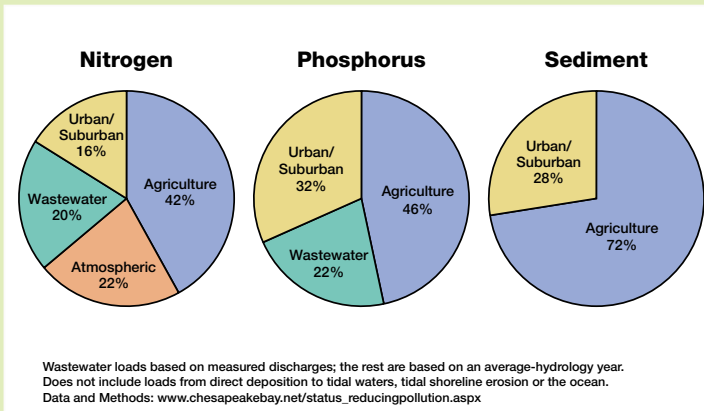 Nitrogen
Urban/
Suburban
16%
Agriculture
42%
Wastewater
20%
Atmospheric
22%
Phosphorus
Urban/
Suburban
32%
Agriculture
46%
Wastewater
22%
Sediment
Urban/
Suburban
28%
Agriculture
72%
Wastewater loads based on measured discharges; the rest are based on an average-hydrology year.
Does not include loads from direct deposition to tidal waters, tidal shoreline erosion or the ocean.
Data and Methods: www.chesapeakebay.net/status_reducingpollution.aspx